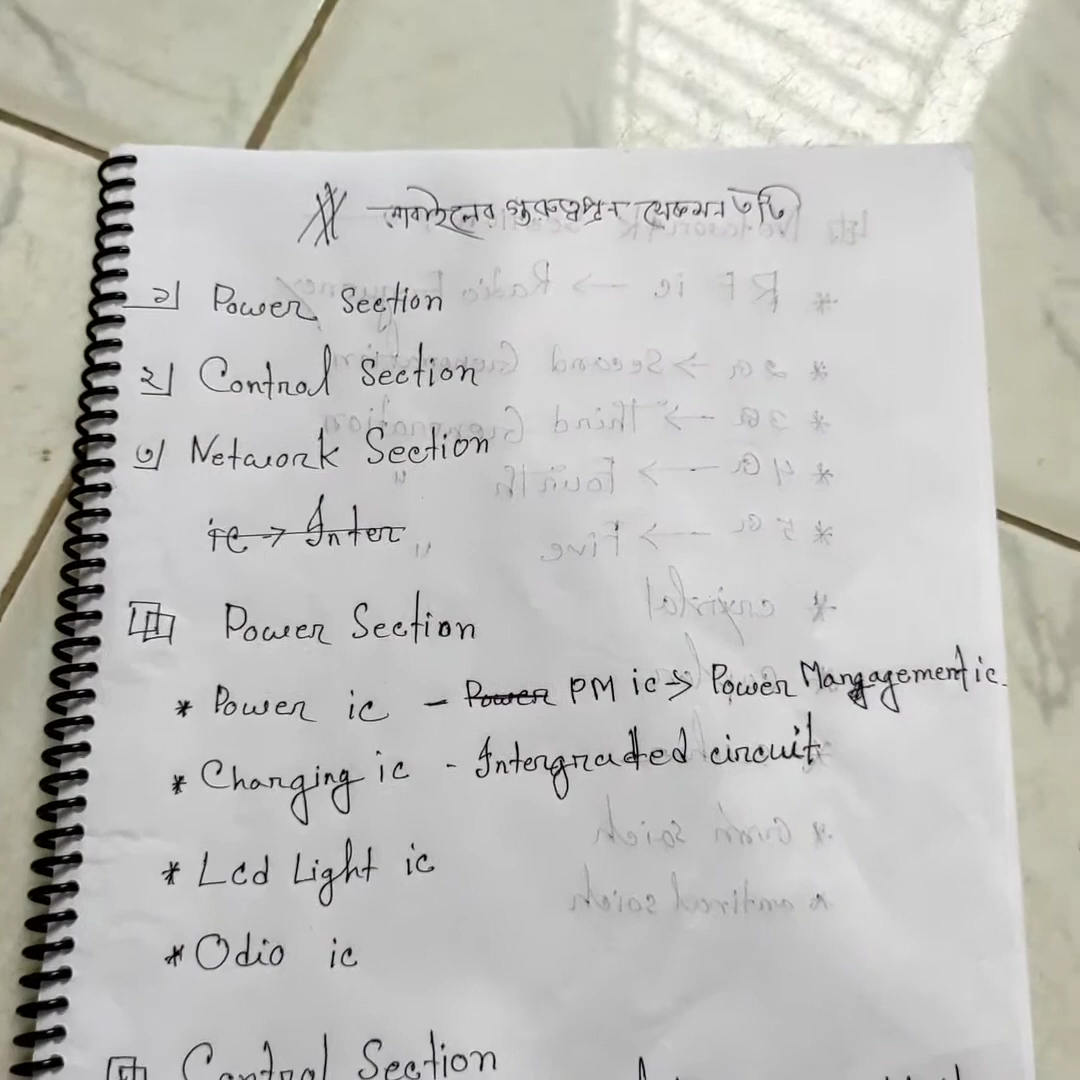 মোবাইলের গুরুত্বপূর্ন সেকসন ৩টি
১| Power Section
২| Control Section
৩| Network Section
ic → Inter
Power Section
* Power ic - Power PM ic → Power Mangagement ic
* Charging ic - Intergraded circuit
* Lcd Light ic
* Odio ic
Control Section